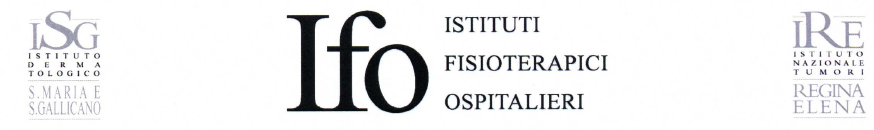 ISG
ISTITUTO
DERMA
TOLOGICO
S. MARIA E
S. GALLICANO
Ifo
ISTITUTI
FISIOTERAPICI
OSPITALIERI
IRE
ISTITUTO
NAZIONALE
TUMORI
REGINA
ELENA